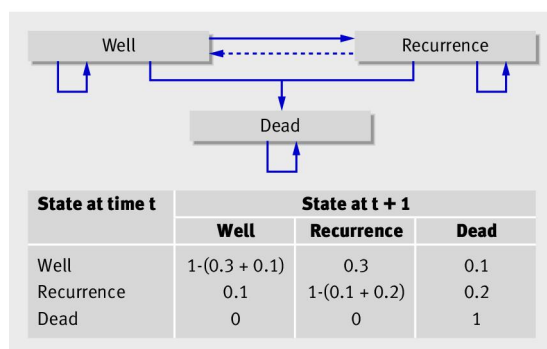 Well Recurrence
Dead
State at time t State at t + 1
Well Recurrence Dead
Well 1-(0.3 + 0.1) 0.3 0.1
Recurrence 0.1 1-(0.1 + 0.2) 0.2
Dead 0 0 1